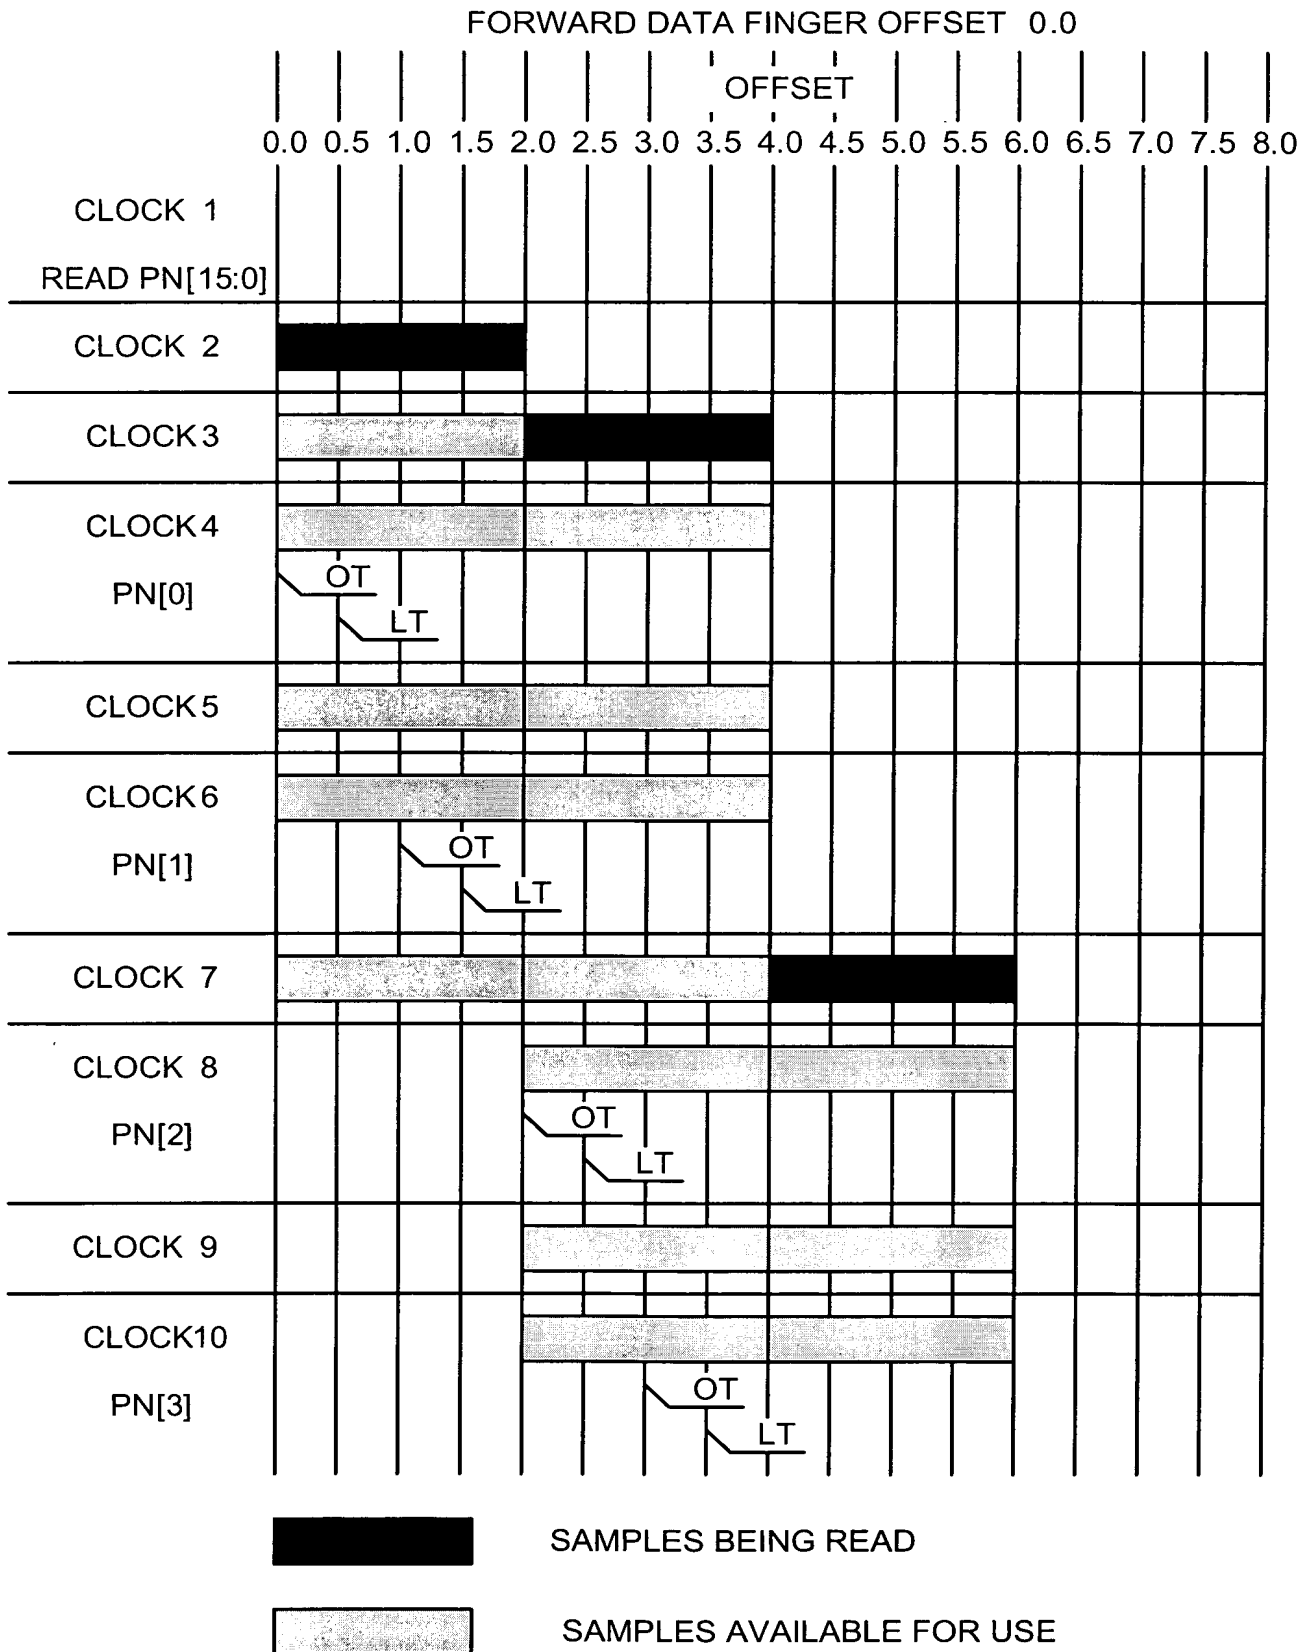 FORWARD DATA FINGER OFFSET 0.0
OFFSET
0.0 0.5 1.0 1.5 2.0 2.5 3.0 3.5 4.0 4.5 5.0 5.5 6.0 6.5 7.0 7.5 8.0
CLOCK 1
READ PN[15:0]
CLOCK 2
CLOCK 3
CLOCK 4
OT
PN[0]
LT
CLOCK 5
CLOCK 6
OT
PN[1]
LT
CLOCK 7
CLOCK 8
OT
PN[2]
LT
CLOCK 9
CLOCK10
OT
PN[3]
LT
SAMPLES BEING READ
SAMPLES AVAILABLE FOR USE